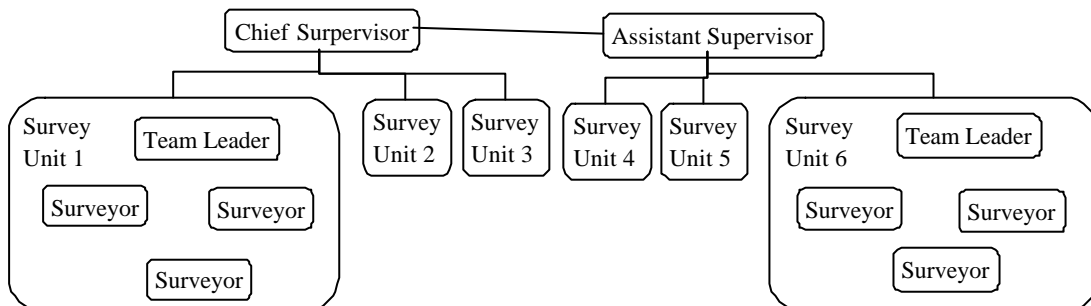 Chief Surpervisor
Assistant Supervisor
Survey
Unit 1
Team Leader
Surveyor
Surveyor
Surveyor
Survey
Unit 2
Survey
Unit 3
Survey
Unit 4
Survey
Unit 5
Survey
Unit 6
Team Leader
Surveyor
Surveyor
Surveyor